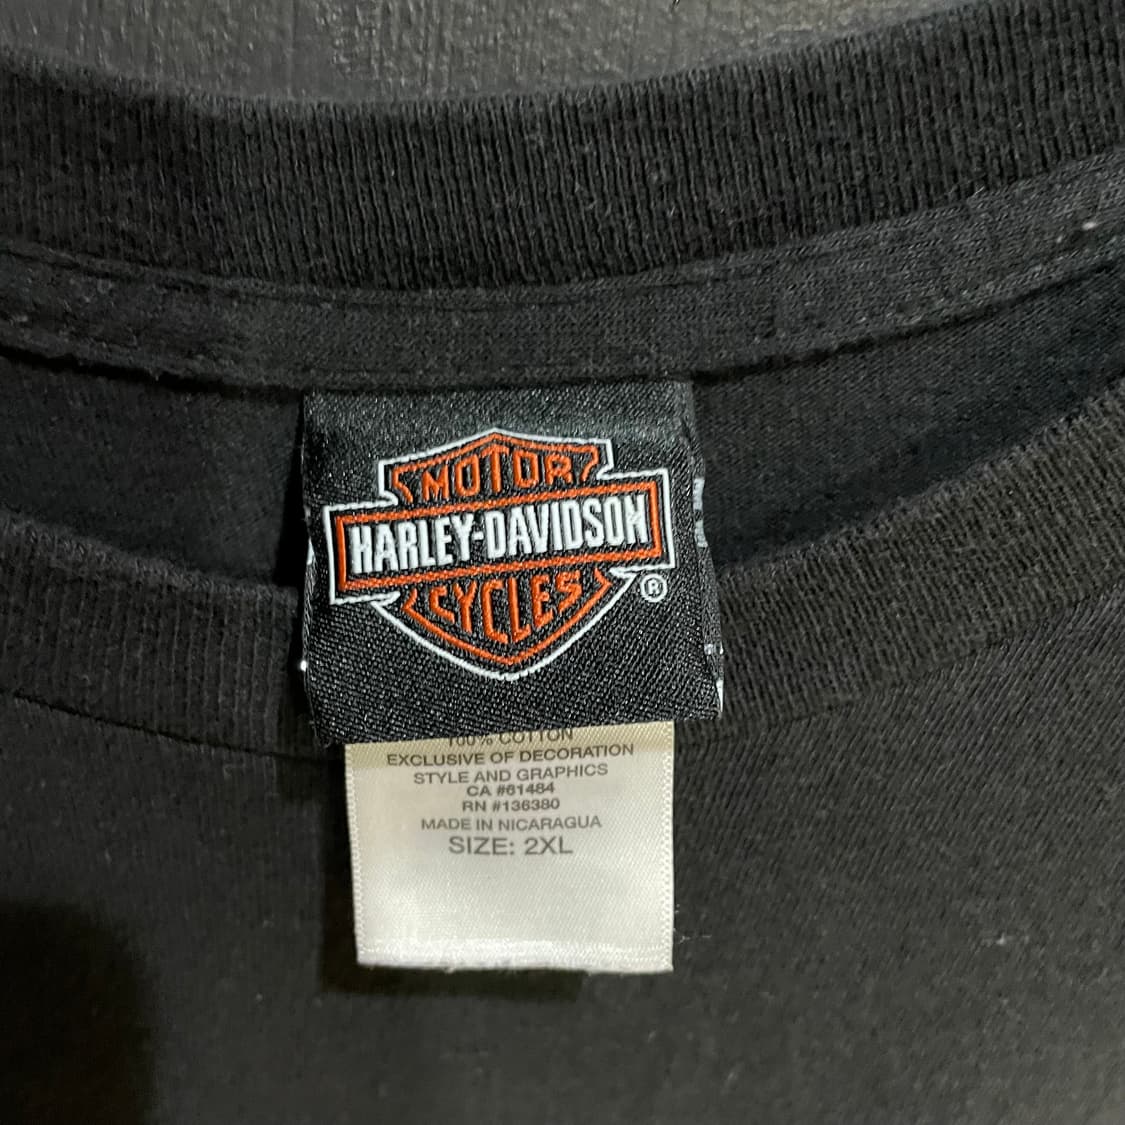 MOTOR
HARLEY-DAVIDSON
CYCLES
®
100% COTTON
EXCLUSIVE OF DECORATION
STYLE AND GRAPHICS
CA #61484
RN #136380
MADE IN NICARAGUA
SIZE: 2XL